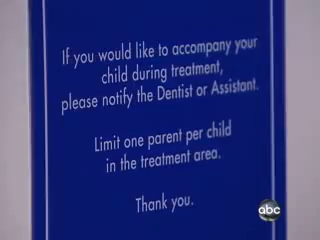 If you would like to accompany your
child during treatment,
please notify the Dentist or Assistant.
Limit one parent per child
in the treatment area.
Thank you.
abc